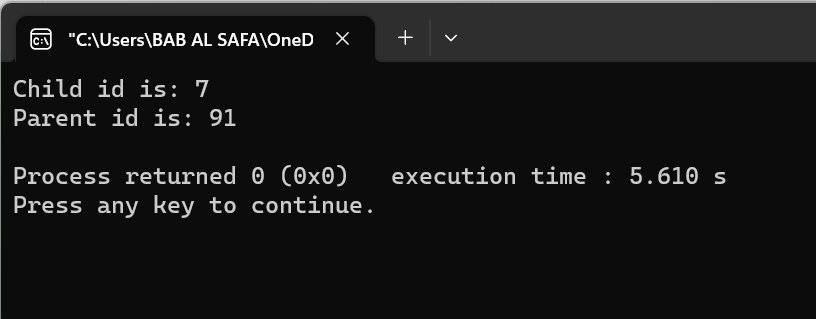 "C:\Users\BAB AL SAFA\OneD
Child id is: 7
Parent id is: 91
Process returned 0 (0x0)   execution time : 5.610 s
Press any key to continue.